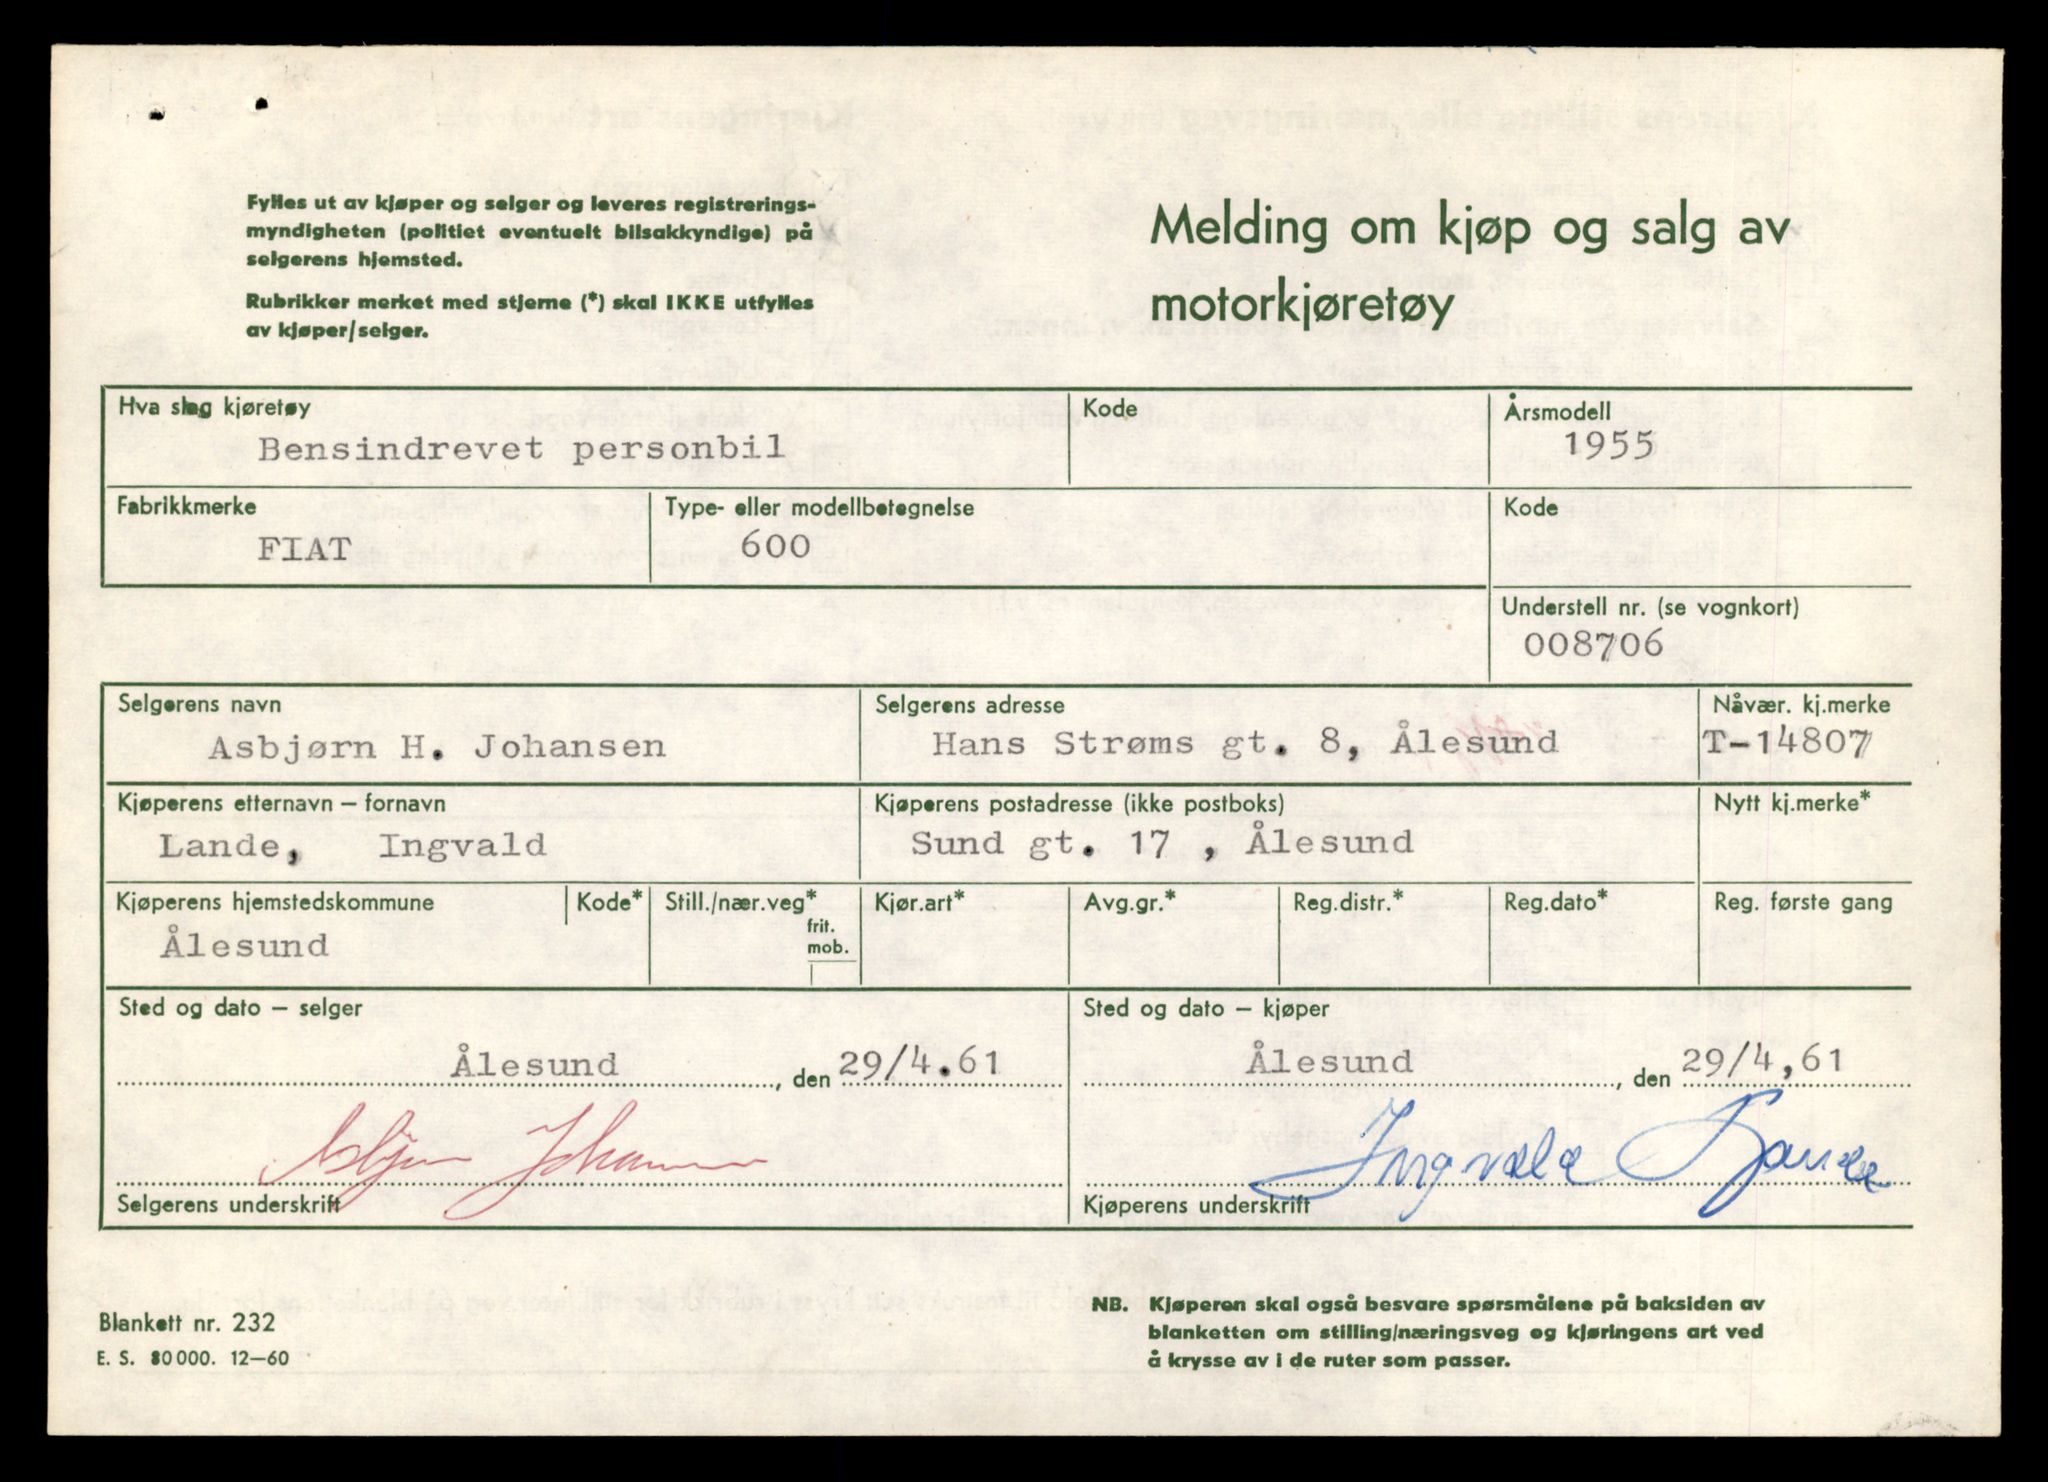 Fylles ut av kjøper og selger og leveres registrerings-
myndigheten (politiet eventuelt bilsakkyndige) på
selgerens hjemsted.
Rubrikker merket med stjerne (*) skal IKKE utfylles
av kjøper/selger.
Melding om kjøp og salg av
motorkjøretøy
Hva slag kjøretøy
Kode
Årsmodell
Bensindrevet personbil
1955
Fabrikkmerke
Type- eller modellbetegnelse
Kode
FIAT
600
Understell nr. (se vognkort)
008706
Selgerens navn
Selgerens adresse
Nåvær. kj.merke
Asbjørn H. Johansen
Hans Strøms gt. 8, Ålesund
T-14807
Kjøperens etternavn – fornavn
Kjøperens postadresse (ikke postboks)
Nytt kj.merke*
Lande, Ingvald
Sund gt. 17 , Ålesund
Kjøperens hjemstedskommune
Kode*
Still./nær.veg*
Kjør.art*
Avg.gr.*
Reg.distr.*
Reg.dato*
Reg. første gang
frit.
mob.
Ålesund
Sted og dato – selger
Sted og dato – kjøper
Ålesund, den 29/4.61
Ålesund, den 29/4,61
Asbjørn Johansen
Ingvald Lande
Selgerens underskrift
Kjøperens underskrift
Blankett nr. 232
E. S. 80000. 12–60
NB. Kjøperen skal også besvare spørsmålene på baksiden av
blanketten om stilling/næringsveg og kjøringens art ved
å krysse av i de ruter som passer.